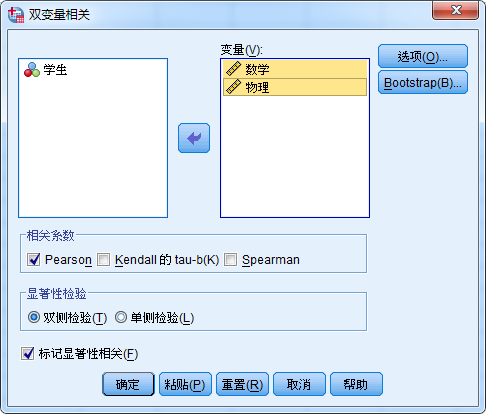 双变量相关
变量(V):
学生
数学
物理
选项(O)...
Bootstrap(B)...
相关系数
Pearson Kendall 的 tau-b(K) Spearman
显著性检验
双侧检验(T) 单侧检验(L)
标记显著性相关(F)
确定 粘贴(P) 重置(R) 取消 帮助